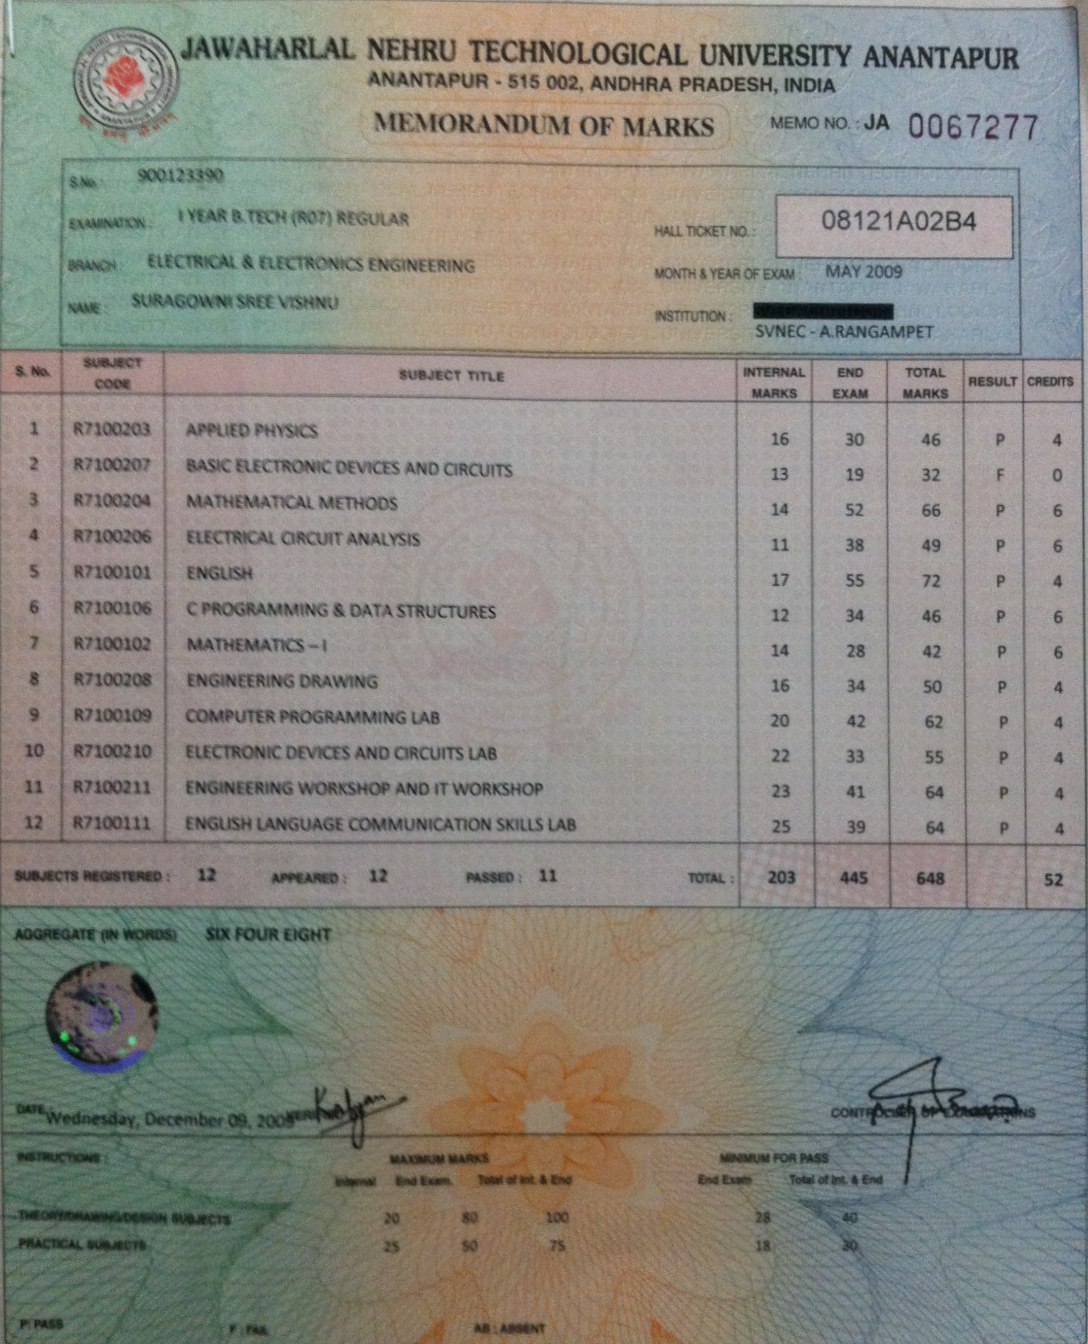 JAWAHARLAL NEHRU TECHNOLOGICAL UNIVERSITY ANANTAPUR
ANANTAPUR - 515 002, ANDHRA PRADESH, INDIA
MEMORANDUM OF MARKS MEMO NO. : JA 0067277
S.No. : 900123390
EXAMINATION : I YEAR B.TECH (R07) REGULAR
HALL TICKET NO. : 08121A02B4
BRANCH : ELECTRICAL & ELECTRONICS ENGINEERING
MONTH & YEAR OF EXAM : MAY 2009
NAME : SURAGOWNI SREE VISHNU
INSTITUTION :
SVNEC - A.RANGAMPET
S. No. SUBJECT CODE SUBJECT TITLE INTERNAL MARKS END EXAM TOTAL MARKS RESULT CREDITS
1 R7100203 APPLIED PHYSICS 16 30 46 P 4
2 R7100207 BASIC ELECTRONIC DEVICES AND CIRCUITS 13 19 32 F 0
3 R7100204 MATHEMATICAL METHODS 14 52 66 P 6
4 R7100206 ELECTRICAL CIRCUIT ANALYSIS 11 38 49 P 6
5 R7100101 ENGLISH 17 55 72 P 4
6 R7100106 C PROGRAMMING & DATA STRUCTURES 12 34 46 P 6
7 R7100102 MATHEMATICS – I 14 28 42 P 6
8 R7100208 ENGINEERING DRAWING 16 34 50 P 4
9 R7100109 COMPUTER PROGRAMMING LAB 20 42 62 P 4
10 R7100210 ELECTRONIC DEVICES AND CIRCUITS LAB 22 33 55 P 4
11 R7100211 ENGINEERING WORKSHOP AND IT WORKSHOP 23 41 64 P 4
12 R7100111 ENGLISH LANGUAGE COMMUNICATION SKILLS LAB 25 39 64 P 4
SUBJECTS REGISTERED : 12 APPEARED : 12 PASSED : 11 TOTAL : 203 445 648 52
AGGREGATE (IN WORDS) SIX FOUR EIGHT
DATE Wednesday, December 09, 2009 CONTROLLER OF EXAMINATIONS
INSTRUCTIONS : MAXIMUM MARKS MINIMUM FOR PASS
Internal End Exam. Total of Int. & End End Exam Total of Int. & End
THEORY/DRAWING/DESIGN SUBJECTS 20 80 100 28 40
PRACTICAL SUBJECTS 25 50 75 18 30
P: PASS F : FAIL AB : ABSENT